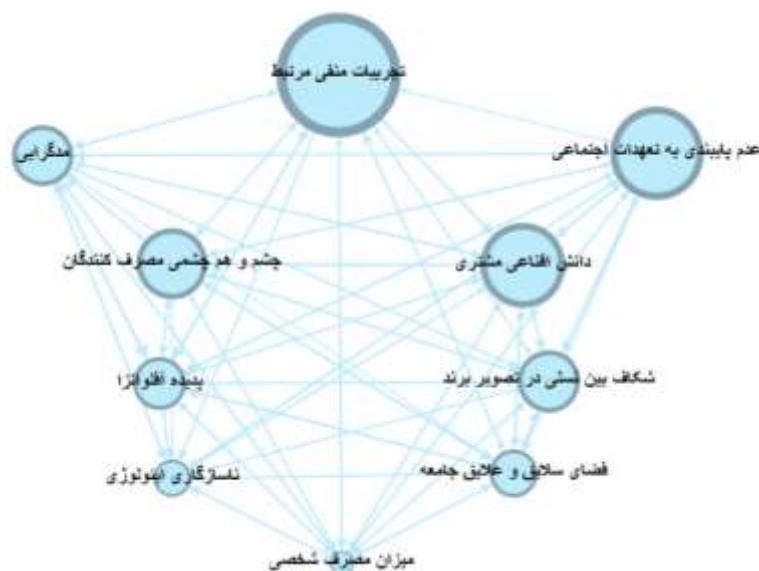 تجربیات منفی مرتبط
مدگرایی
عدم پایبندی به تعهدات اجتماعی
چشم و هم چشمی مصرف کنندگان
دانش اقناعی مشتری
پدیده افلوانزا
شکاف بین نسلی در تصویر برند
ناسازگاری ایدئولوژی
فضای سلایق و علایق جامعه
میزان مصرف شخصی